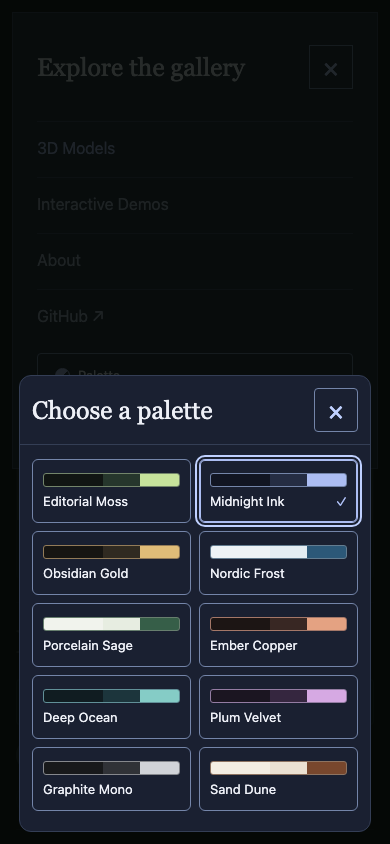 Explore the gallery
3D Models
Interactive Demos
About
GitHub ↗
Palette
Choose a palette
Editorial Moss
Midnight Ink ✓
Obsidian Gold
Nordic Frost
Porcelain Sage
Ember Copper
Deep Ocean
Plum Velvet
Graphite Mono
Sand Dune